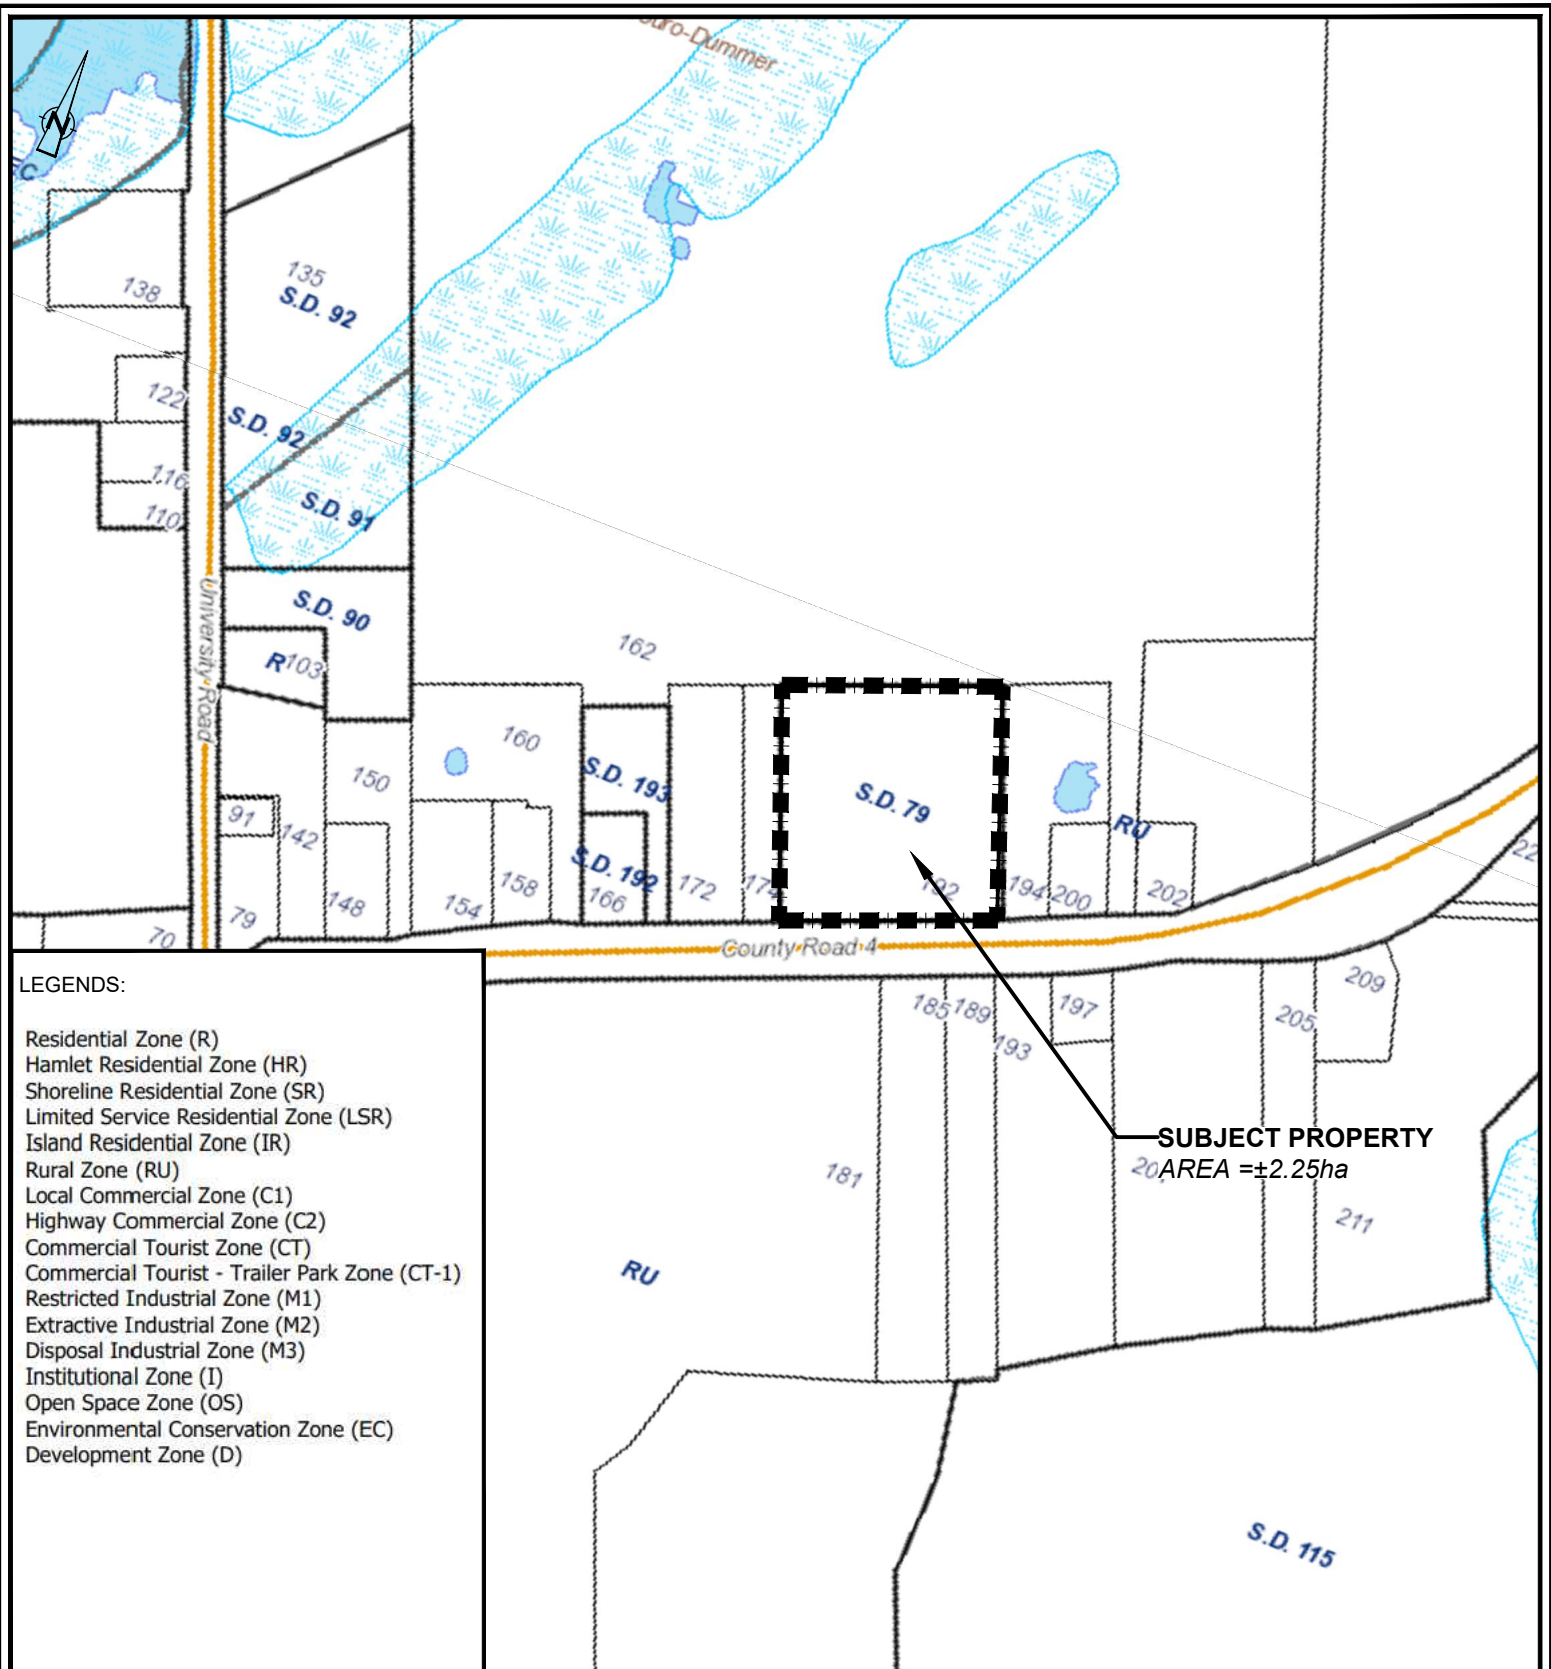 uro-Dummer
N
EC
135
S.D. 92
138
122
S.D. 92
116
110
S.D. 91
University Road
S.D. 90
R
103
162
160
150
S.D. 193
S.D. 79
91
142
RU
S.D. 192
158
172
174
192
194
200
202
22
148
154
166
79
70
County Road 4
209
185
189
197
205
193
LEGENDS:
Residential Zone (R)
Hamlet Residential Zone (HR)
Shoreline Residential Zone (SR)
Limited Service Residential Zone (LSR)
Island Residential Zone (IR)
Rural Zone (RU)
Local Commercial Zone (C1)
Highway Commercial Zone (C2)
Commercial Tourist Zone (CT)
Commercial Tourist - Trailer Park Zone (CT-1)
Restricted Industrial Zone (M1)
Extractive Industrial Zone (M2)
Disposal Industrial Zone (M3)
Institutional Zone (I)
Open Space Zone (OS)
Environmental Conservation Zone (EC)
Development Zone (D)
SUBJECT PROPERTY
AREA =±2.25ha
181
211
RU
S.D. 115